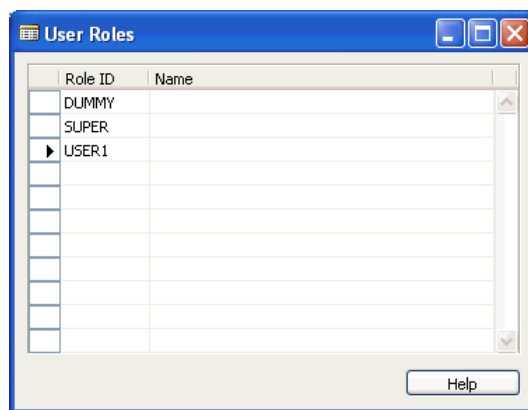 User Roles
Role ID Name
DUMMY
SUPER
USER1
Help